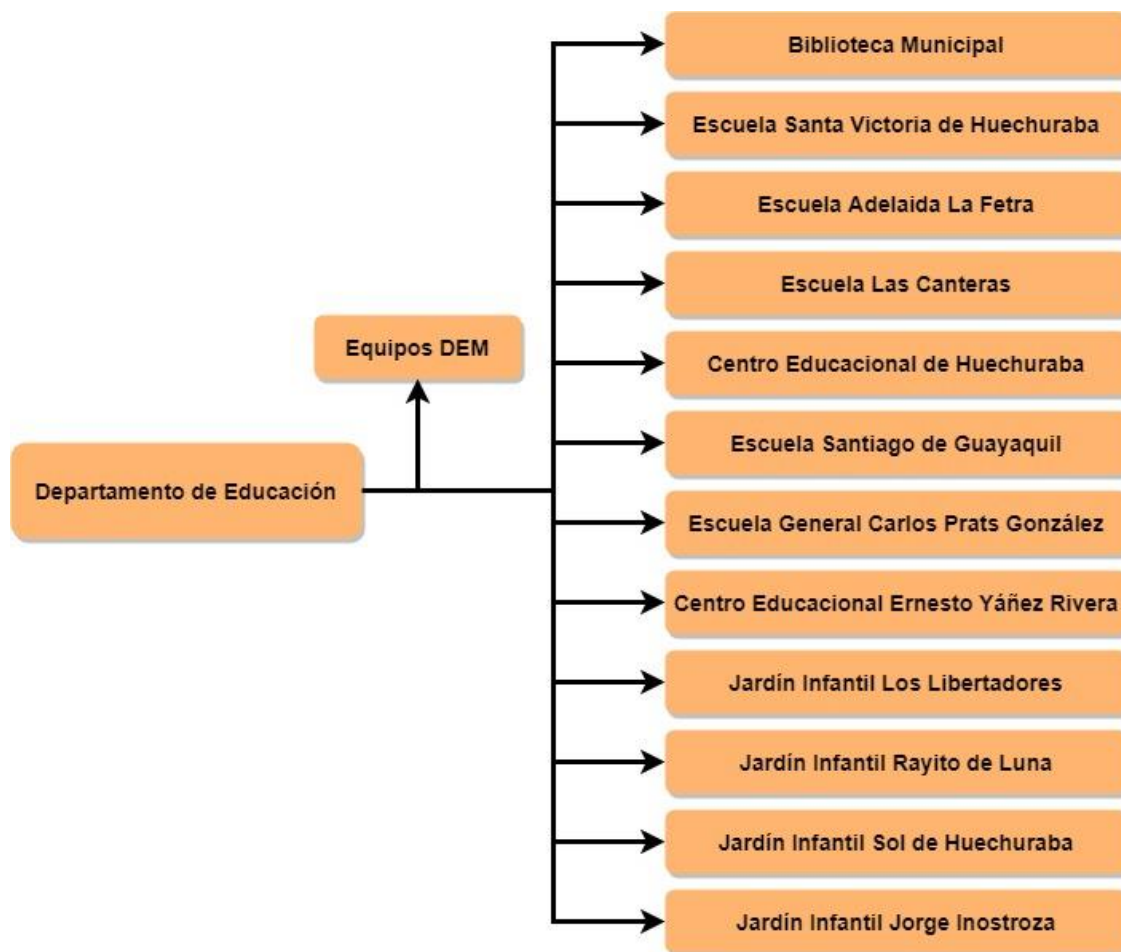 Biblioteca Municipal
Escuela Santa Victoria de Huechuraba
Escuela Adelaida La Fetra
Escuela Las Canteras
Equipos DEM
Centro Educacional de Huechuraba
Escuela Santiago de Guayaquil
Departamento de Educación
Escuela General Carlos Prats González
Centro Educacional Ernesto Yáñez Rivera
Jardín Infantil Los Libertadores
Jardín Infantil Rayito de Luna
Jardín Infantil Sol de Huechuraba
Jardín Infantil Jorge Inostroza